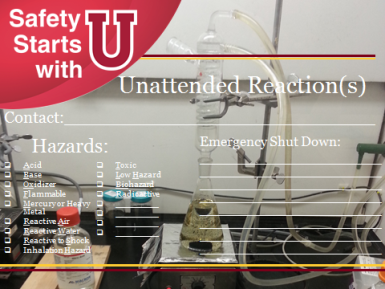 Safety
Starts
with U
Unattended Reaction(s)
Contact:
Hazards:
Emergency Shut Down:
Acid
Base
Oxidizer
Flammable
Mercury or Heavy
Metal
Reactive Air
Reactive Water
Reactive to Shock
Inhalation Hazard
Toxic
Low Hazard
Biohazard
Radioactive